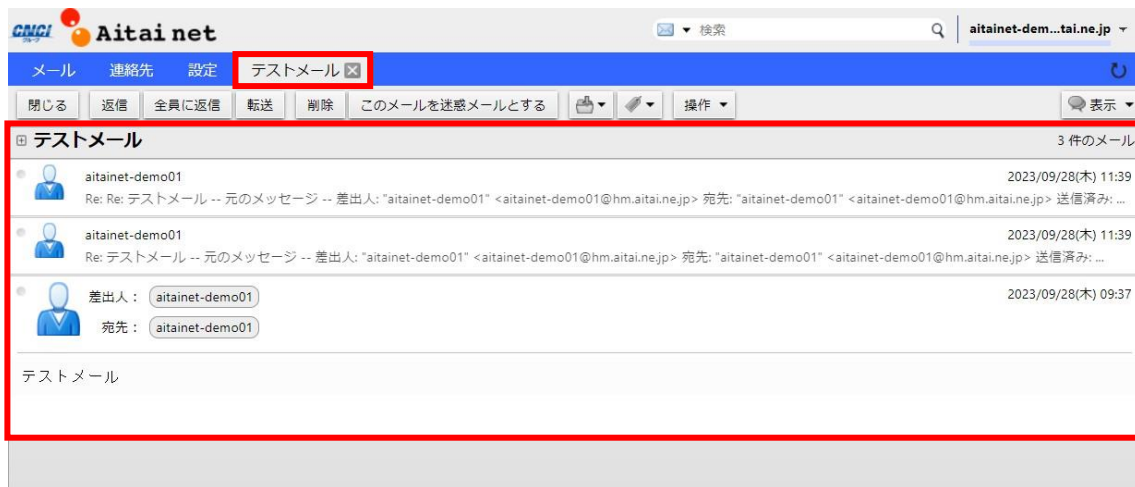 CNCI グループ Aitai net 検索 aitainet-dem...tai.ne.jp
メール 連絡先 設定 テストメール
閉じる 返信 全員に返信 転送 削除 このメールを迷惑メールとする 操作 表示
テストメール 3 件のメール
aitainet-demo01 2023/09/28(木) 11:39
Re: Re: テストメール -- 元のメッセージ -- 差出人: "aitainet-demo01" <aitainet-demo01@hm.aitai.ne.jp> 宛先: "aitainet-demo01" <aitainet-demo01@hm.aitai.ne.jp> 送信済み: ...
aitainet-demo01 2023/09/28(木) 11:39
Re: テストメール -- 元のメッセージ -- 差出人: "aitainet-demo01" <aitainet-demo01@hm.aitai.ne.jp> 宛先: "aitainet-demo01" <aitainet-demo01@hm.aitai.ne.jp> 送信済み: ...
差出人： aitainet-demo01 2023/09/28(木) 09:37
宛先： aitainet-demo01
テストメール